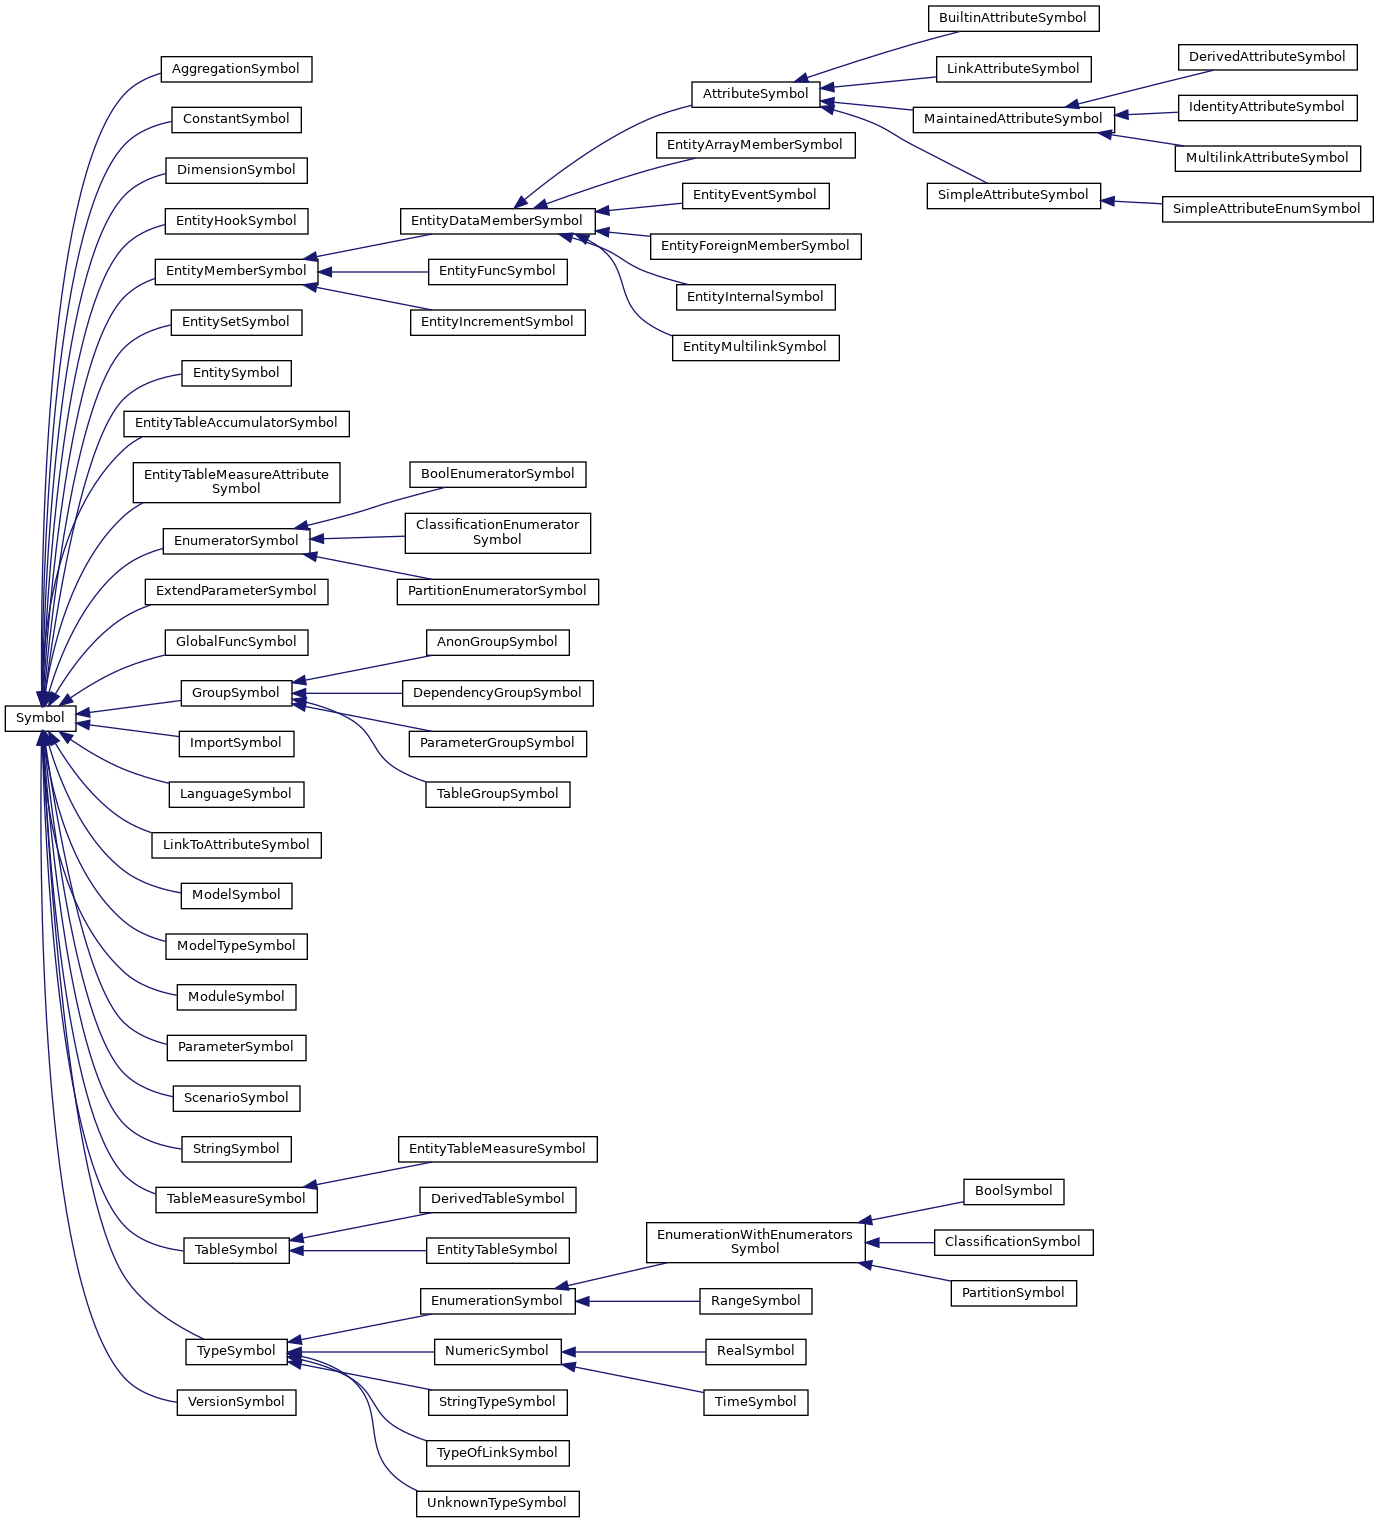 BuiltinAttributeSymbol
AggregationSymbol
LinkAttributeSymbol
DerivedAttributeSymbol
AttributeSymbol
ConstantSymbol
MaintainedAttributeSymbol
IdentityAttributeSymbol
EntityArrayMemberSymbol
MultilinkAttributeSymbol
DimensionSymbol
EntityEventSymbol
SimpleAttributeSymbol
SimpleAttributeEnumSymbol
EntityHookSymbol
EntityDataMemberSymbol
EntityForeignMemberSymbol
EntityMemberSymbol
EntityFuncSymbol
EntityInternalSymbol
EntitySetSymbol
EntityIncrementSymbol
EntityMultilinkSymbol
EntitySymbol
EntityTableAccumulatorSymbol
EntityTableMeasureAttribute
Symbol
BoolEnumeratorSymbol
EnumeratorSymbol
ClassificationEnumerator
Symbol
ExtendParameterSymbol
PartitionEnumeratorSymbol
GlobalFuncSymbol
AnonGroupSymbol
GroupSymbol
DependencyGroupSymbol
Symbol
ImportSymbol
ParameterGroupSymbol
LanguageSymbol
TableGroupSymbol
LinkToAttributeSymbol
ModelSymbol
ModelTypeSymbol
ModuleSymbol
ParameterSymbol
ScenarioSymbol
StringSymbol
EntityTableMeasureSymbol
TableMeasureSymbol
DerivedTableSymbol
BoolSymbol
TableSymbol
EntityTableSymbol
EnumerationWithEnumerators
Symbol
ClassificationSymbol
EnumerationSymbol
RangeSymbol
PartitionSymbol
TypeSymbol
NumericSymbol
RealSymbol
VersionSymbol
StringTypeSymbol
TimeSymbol
TypeOfLinkSymbol
UnknownTypeSymbol